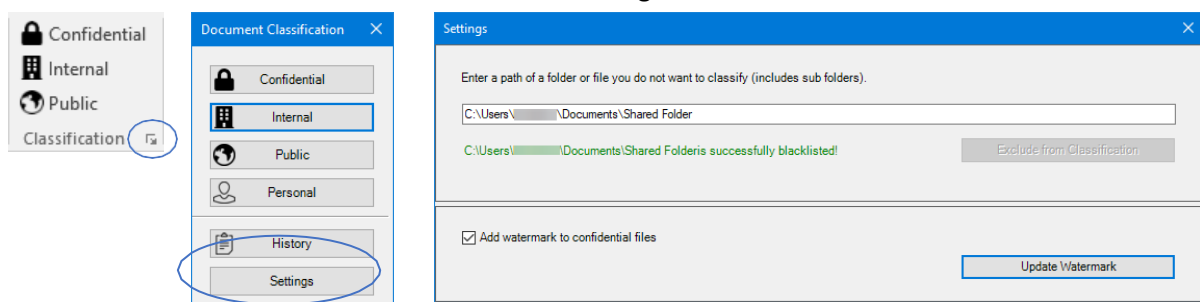 Confidential
Internal
Public
Classification
Document Classification
Confidential
Internal
Public
Personal
History
Settings
Settings
Enter a path of a folder or file you do not want to classify (includes sub folders).
C:\Users\ \Documents\Shared Folder
C:\Users\ \Documents\Shared Folderis successfully blacklisted!
Exclude from Classification
Add watermark to confidential files
Update Watermark